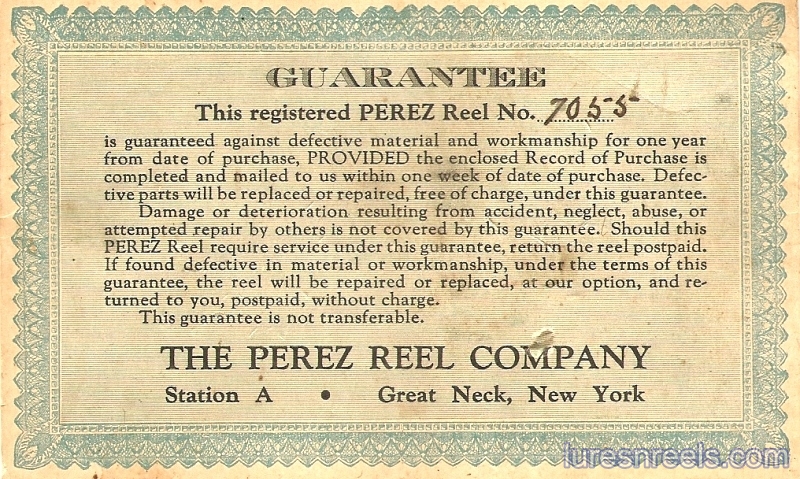 GUARANTEE
This registered PEREZ Reel No. 7055
is guaranteed against defective material and workmanship for one year
from date of purchase, PROVIDED the enclosed Record of Purchase is
completed and mailed to us within one week of date of purchase. Defec-
tive parts will be replaced or repaired, free of charge, under this guarantee.
Damage or deterioration resulting from accident, neglect, abuse, or
attempted repair by others is not covered by this guarantee. Should this
PEREZ Reel require service under this guarantee, return the reel postpaid.
If found defective in material or workmanship, under the terms of this
guarantee, the reel will be repaired or replaced, at our option, and re-
turned to you, postpaid, without charge.
This guarantee is not transferable.
THE PEREZ REEL COMPANY
Station A • Great Neck, New York
luresnreels.com